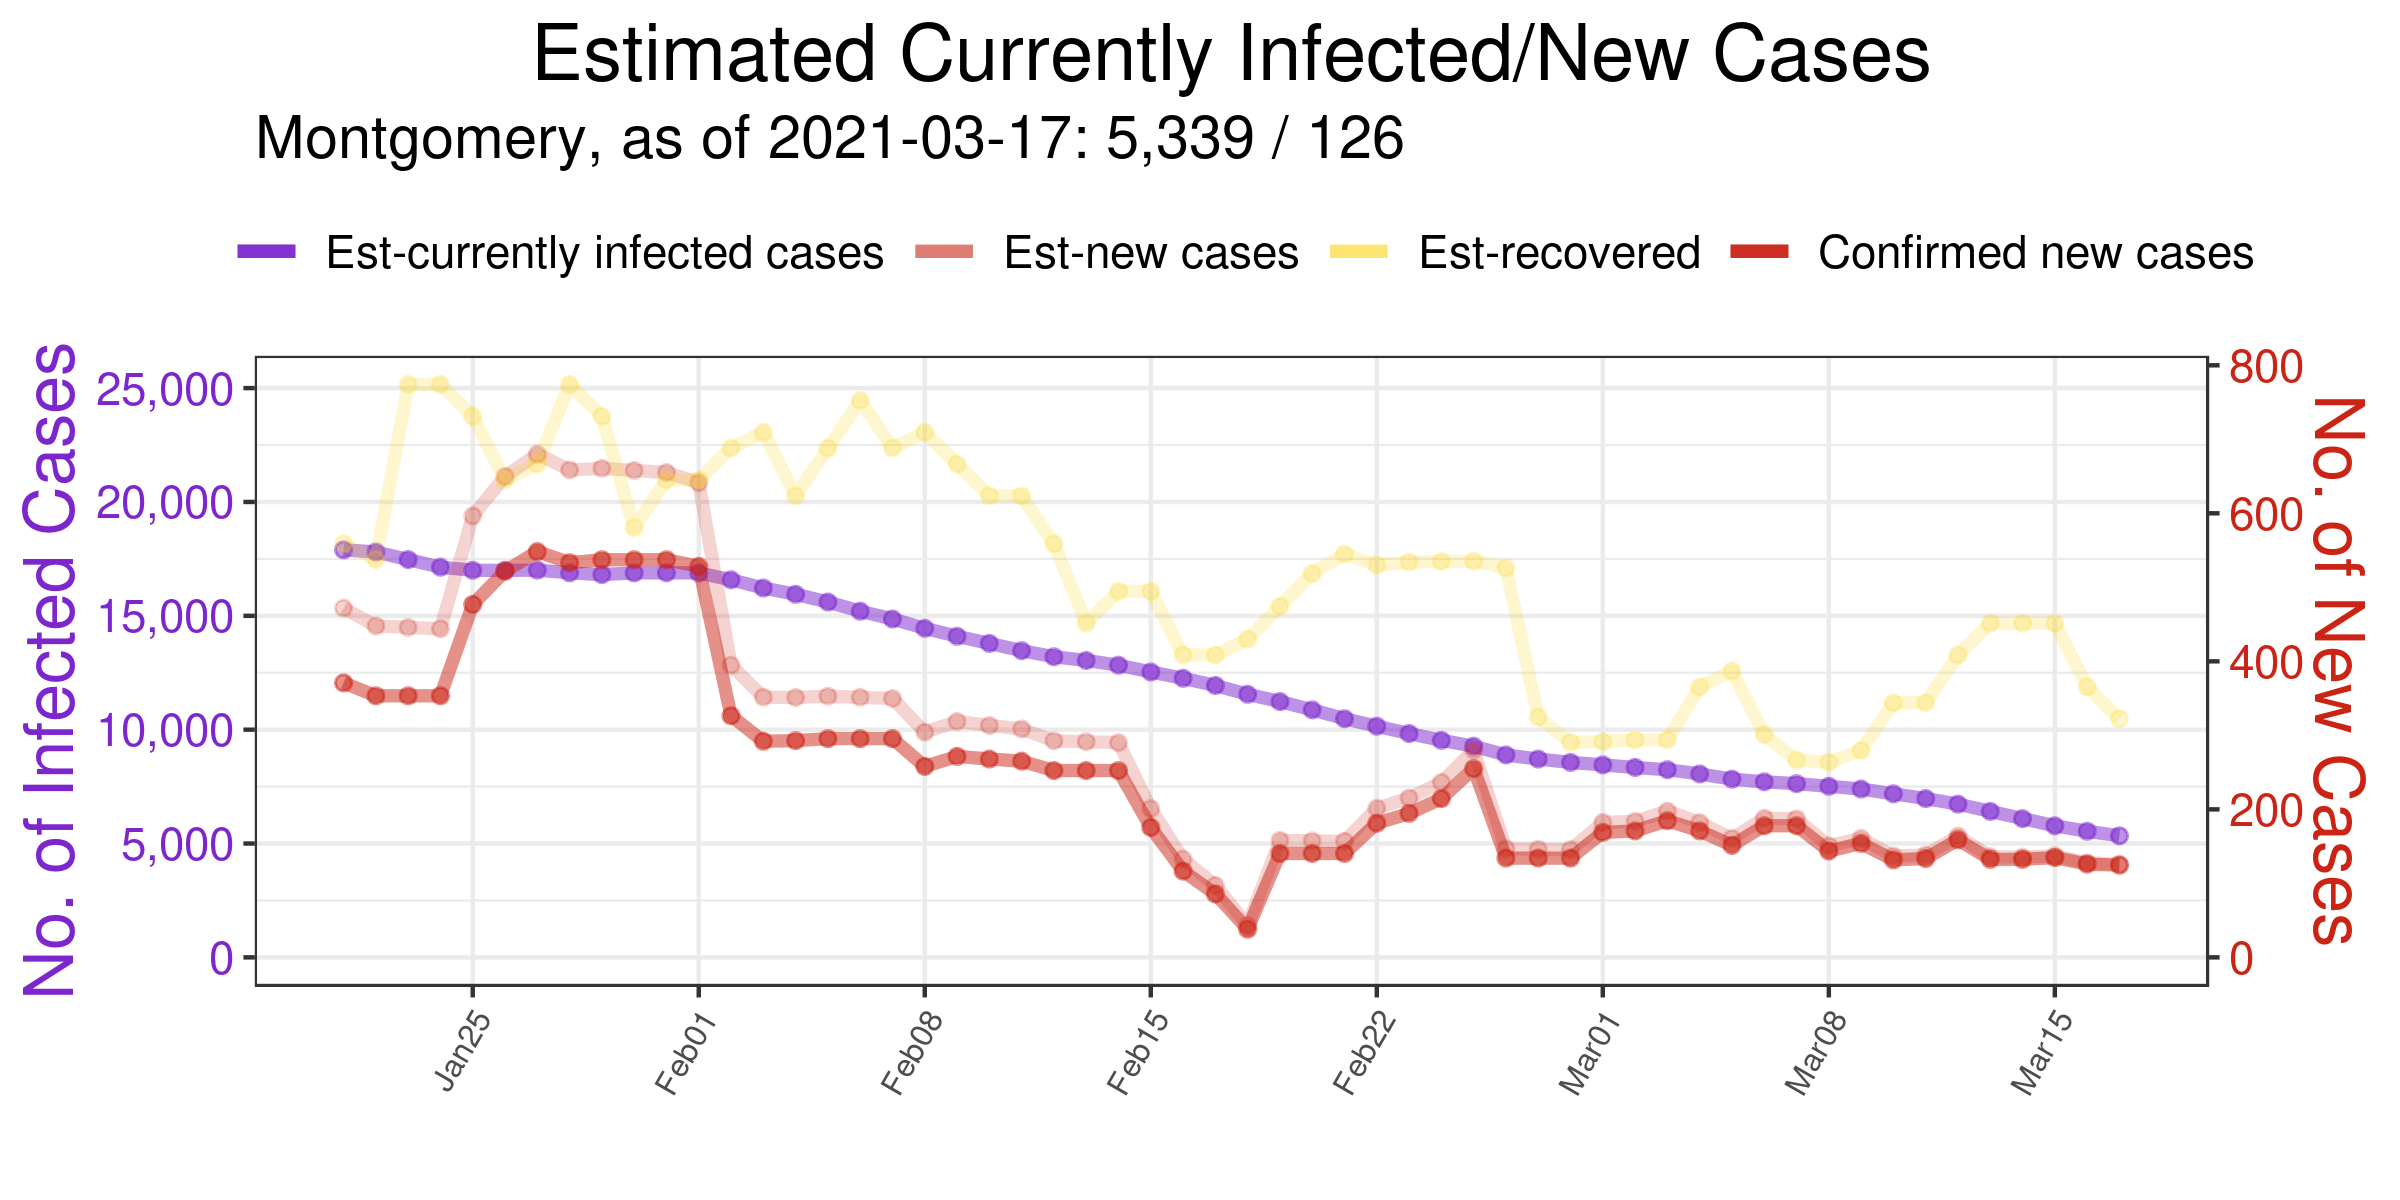 Estimated Currently Infected/New Cases
Montgomery, as of 2021-03-17: 5,339 / 126
Est-currently infected cases Est-new cases Est-recovered Confirmed new cases
No. of Infected Cases
25,000
20,000
15,000
10,000
5,000
0
800
600
400
200
0
No. of New Cases
Jan25 Feb01 Feb08 Feb15 Feb22 Mar01 Mar08 Mar15